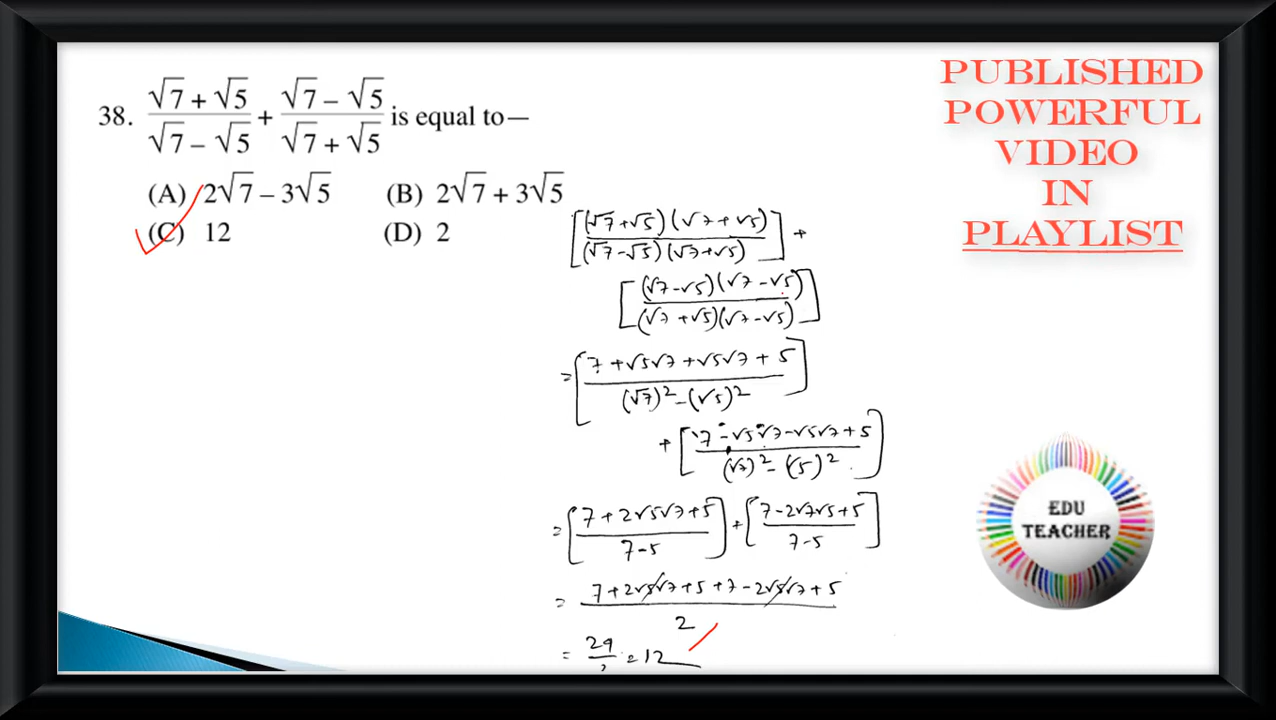 38. (√7 + √5)/(√7 – √5) + (√7 – √5)/(√7 + √5) is equal to—
(A) 2√7 – 3√5 (B) 2√7 + 3√5
(C) 12 (D) 2
[(√7+√5)(√7+√5)/(√7-√5)(√7+√5)] +
[(√7-√5)(√7-√5)/(√7+√5)(√7-√5)]
= [7+√5√7+√5√7+5/(√7)²-(√5)²]
+ [7-√5√7-√5√7+5/(√7)²-(√5)²]
= [7+2√5√7+5/7-5] + [7-2√7√5+5/7-5]
= 7+2√5√7+5+7-2√5√7+5/2
= 24/2 = 12
PUBLISHED
POWERFUL
VIDEO
IN
PLAYLIST
EDU
TEACHER